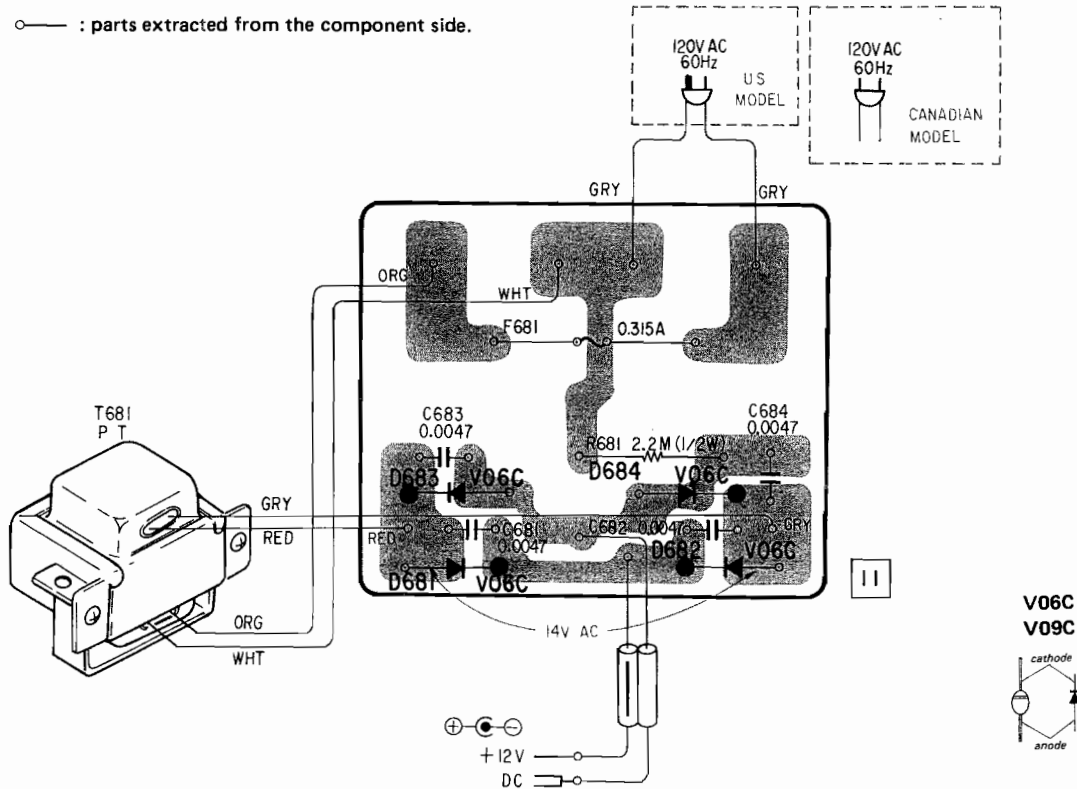 : parts extracted from the component side.
120V AC
60Hz
US
MODEL
120V AC
60Hz
CANADIAN
MODEL
GRY
GRY
ORG
WHT
F681
0.315A
T681
P T
C683
0.0047
C684
0.0047
R681 2.2M (1/2W)
D683
V06C
D684
V06C
GRY
RED
RED
C681
0.0047
C682
0.0047
GRY
D681
V06C
D682
V06C
ORG
WHT
14V AC
11
+12V
DC
V06C
V09C
cathode
anode